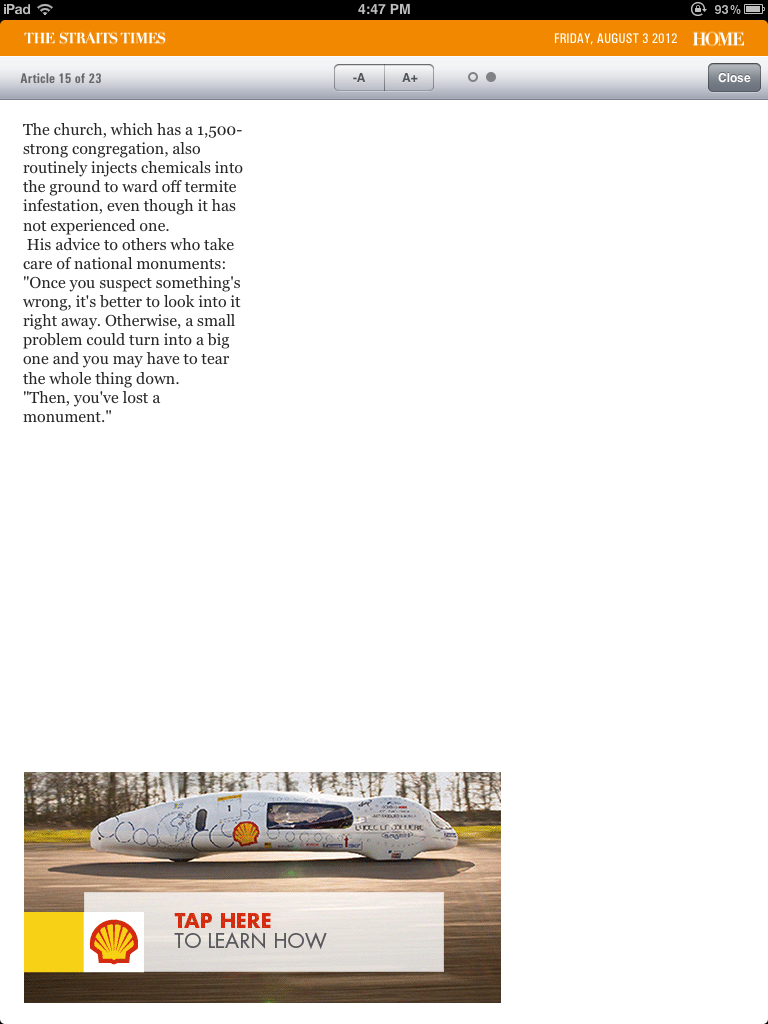 iPad 4:47 PM 93%
THE STRAITS TIMES FRIDAY, AUGUST 3 2012 HOME
Article 15 of 23 -A A+ Close
The church, which has a 1,500-
strong congregation, also
routinely injects chemicals into
the ground to ward off termite
infestation, even though it has
not experienced one.
His advice to others who take
care of national monuments:
"Once you suspect something's
wrong, it's better to look into it
right away. Otherwise, a small
problem could turn into a big
one and you may have to tear
the whole thing down.
"Then, you've lost a
monument."
1
TAP HERE
TO LEARN HOW